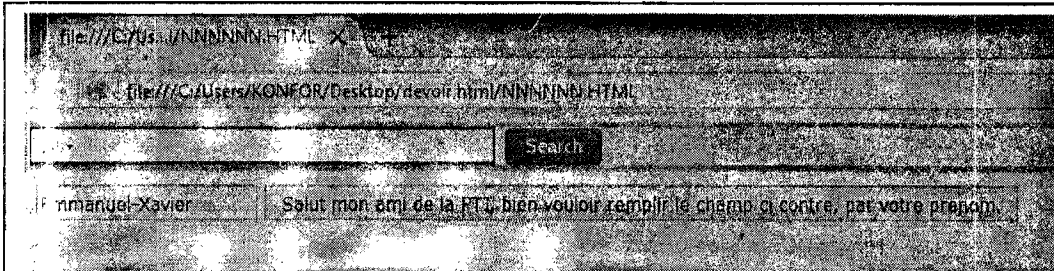 file:///C:/Us...i/NNNNNN.HTML × +
file:///C:/Users/KONFOR/Desktop/devoir html/NNNNNN.HTML
Search
Emmanuel-Xavier Salut mon ami de la PTI, bien vouloir remplir le champ ci contre, par votre prenom.